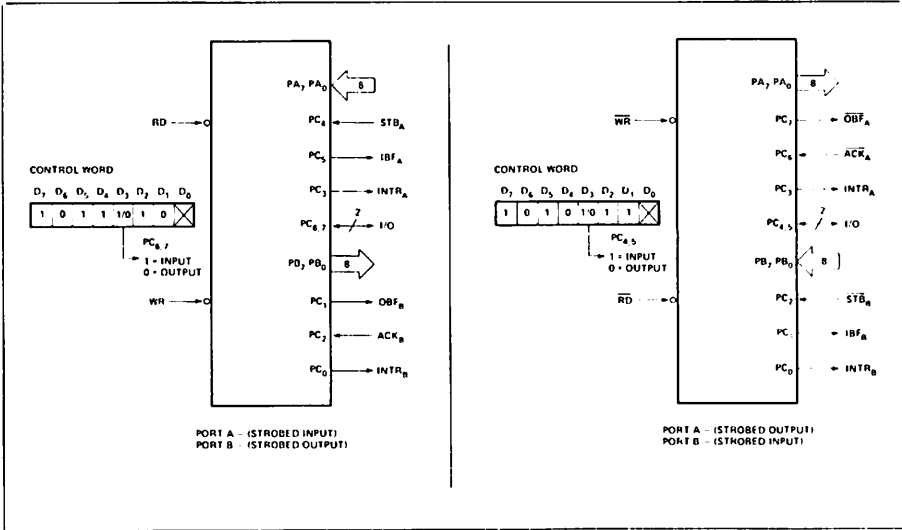 PA7 PA0
8
RD
PC4
STBA
PC5
IBFA
PC3
INTRA
CONTROL WORD
D7 D6 D5 D4 D3 D2 D1 D0
1 0 1 1 1/0 1 0
PC6,7
2
I/O
PC6,7
1 = INPUT
0 = OUTPUT
PB7 PB0
8
WR
PC1
OBFB
PC2
ACKB
PC0
INTRB
PORT A – (STROBED INPUT)
PORT B – (STROBED OUTPUT)
PA7 PA0
8
WR
PC7
OBFA
PC6
ACKA
PC3
INTRA
CONTROL WORD
D7 D6 D5 D4 D3 D2 D1 D0
1 0 1 0 1/0 1 1
PC4,5
2
I/O
PC4,5
1 = INPUT
0 = OUTPUT
PB7 PB0
8
RD
PC2
STBB
PC
IBFB
PC0
INTRB
PORT A – (STROBED OUTPUT)
PORT B – (STROBED INPUT)